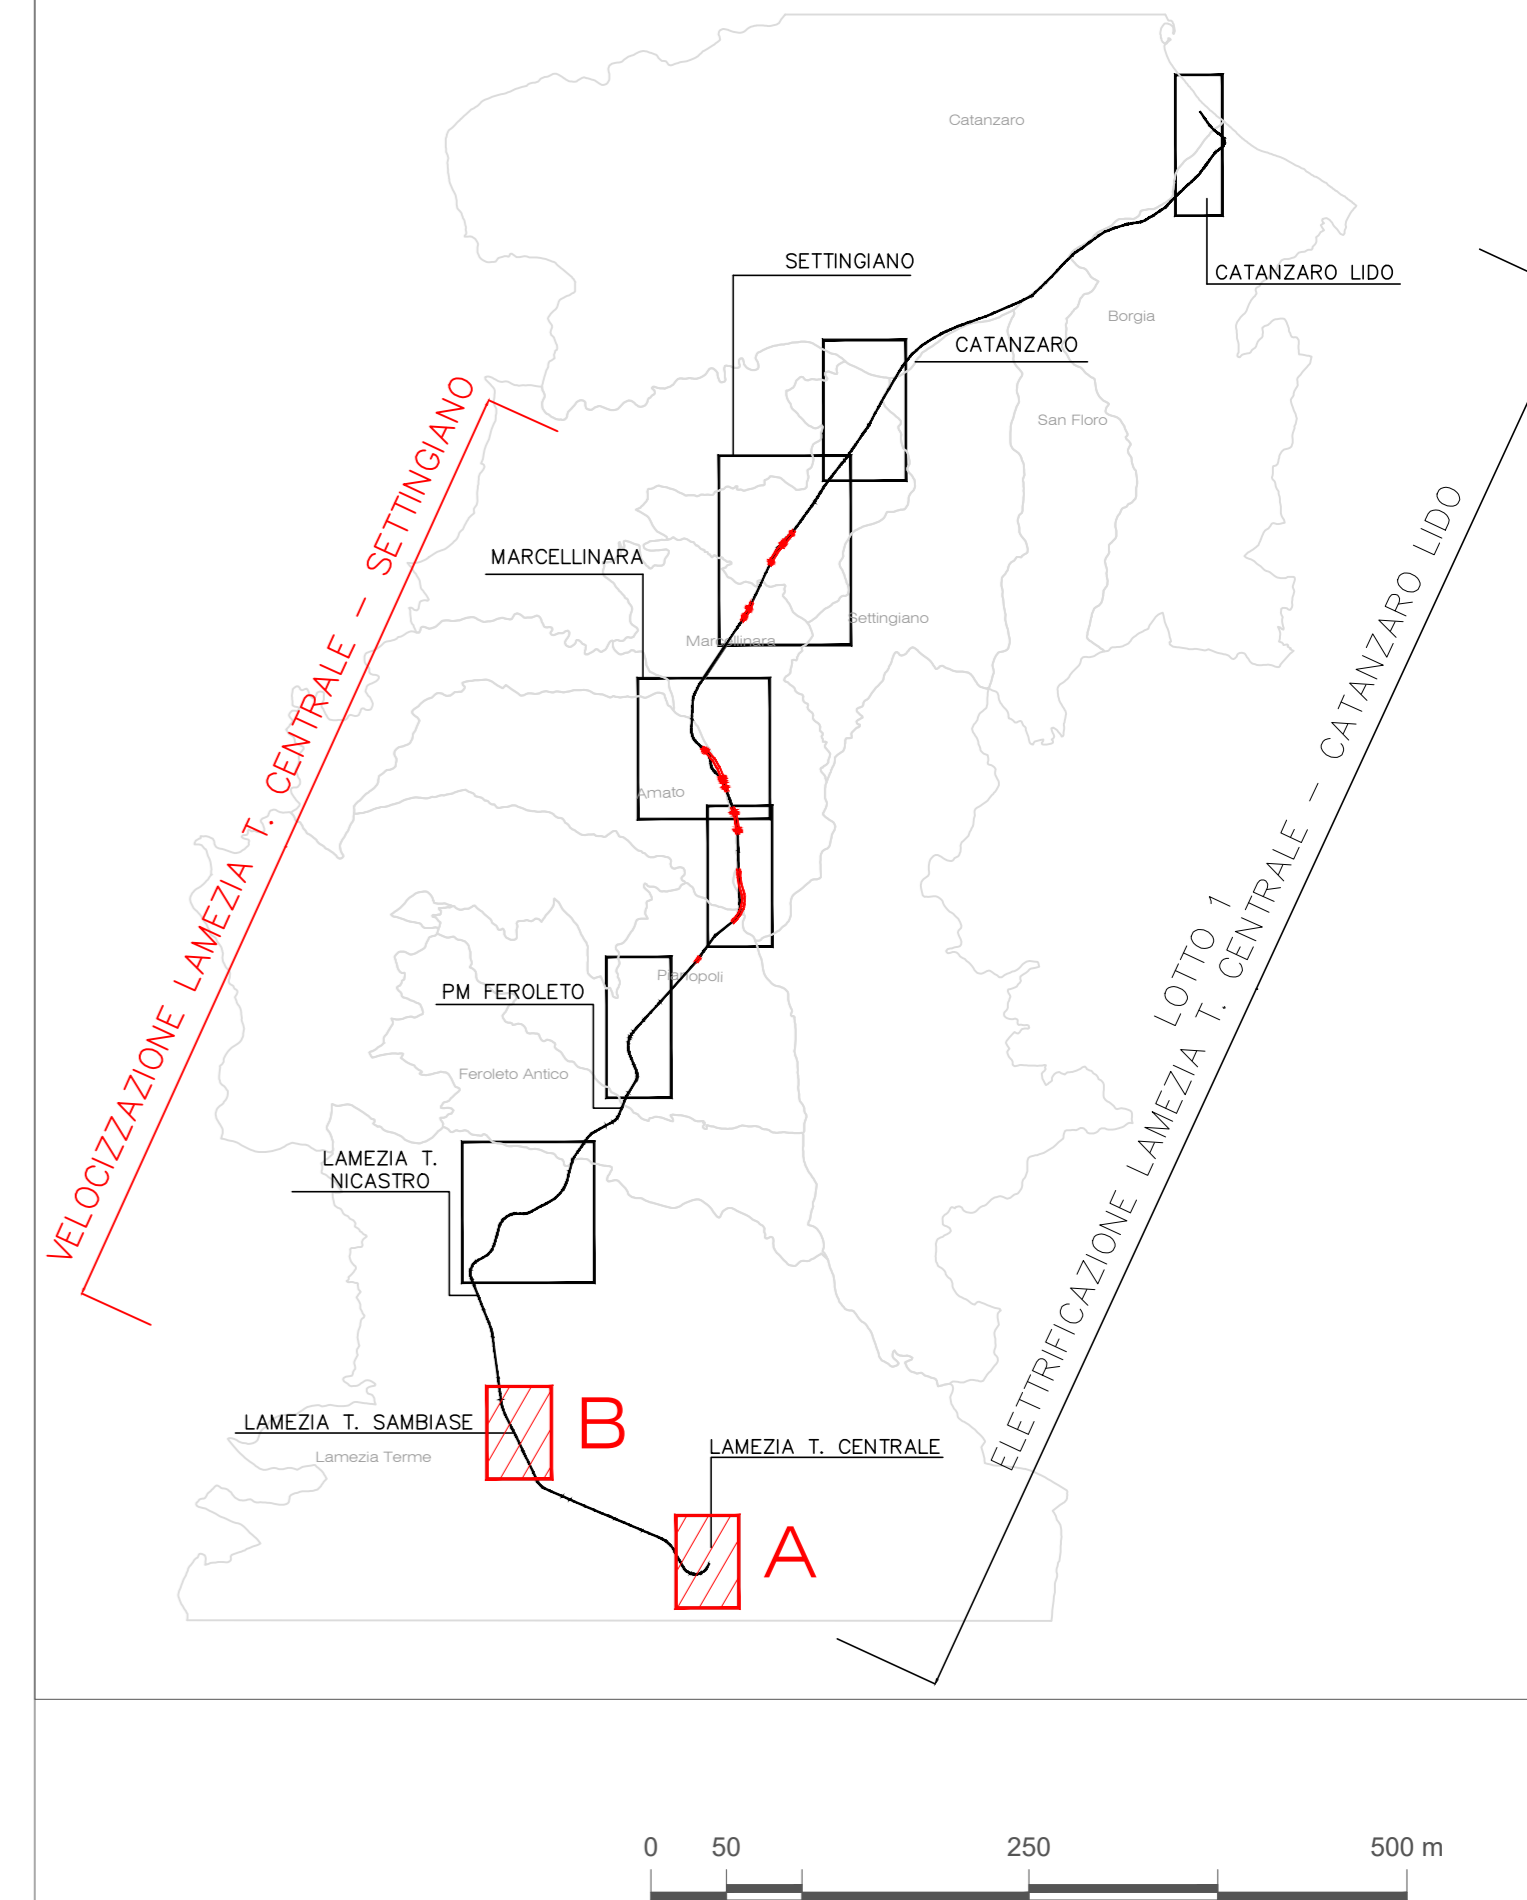 Catanzaro
SETTINGIANO
CATANZARO LIDO
Borgia
CATANZARO
San Floro
VELOCIZZAZIONE LAMEZIA T. CENTRALE – SETTINGIANO
MARCELLINARA
Settingiano
Marcellinara
Amato
LOTTO 1
ELETTRIFICAZIONE LAMEZIA T. CENTRALE – CATANZARO LIDO
Pianopoli
PM FEROLETO
Feroleto Antico
LAMEZIA T.
NICASTRO
B
LAMEZIA T. SAMBIASE
LAMEZIA T. CENTRALE
Lamezia Terme
A
0 50 250 500 m